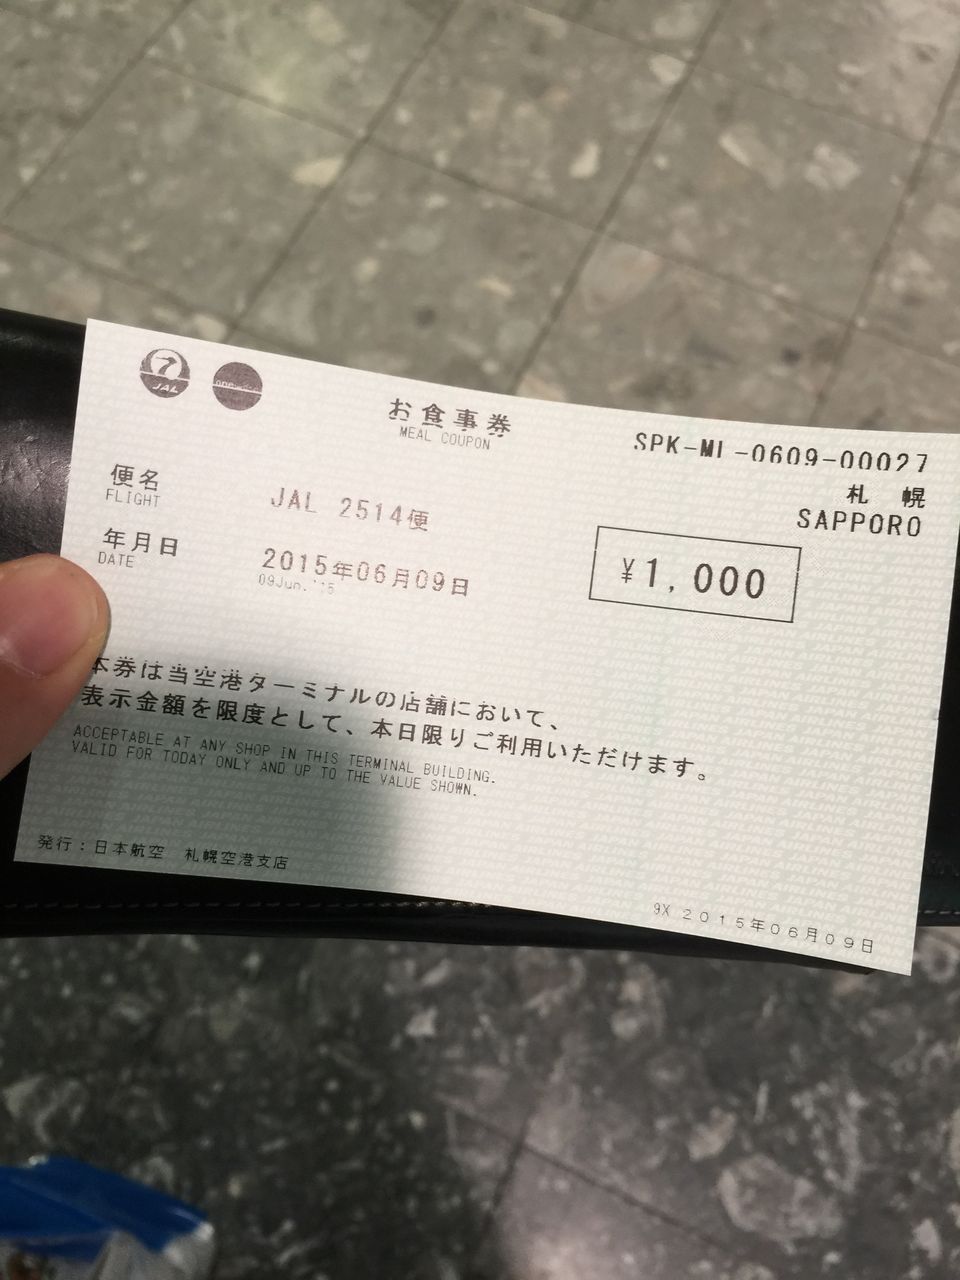 JAL
oneworld
お食事券
MEAL COUPON
SPK-MI-0609-00027
札 幌
SAPPORO
便名
FLIGHT
JAL 2514便
年月日
DATE
2015年06月09日
09Jun.'15
¥1,000
本券は当空港ターミナルの店舗において、
表示金額を限度として、本日限りご利用いただけます。
ACCEPTABLE AT ANY SHOP IN THIS TERMINAL BUILDING.
VALID FOR TODAY ONLY AND UP TO THE VALUE SHOWN.
発行：日本航空 札幌空港支店
9X 2015年06月09日